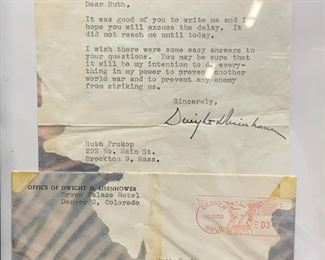 Dear Ruth,
It was good of you to write me and I
hope you will excuse the delay. It
did not reach me until today.
I wish there were some easy answers to
your questions. You may be sure that
it will be my intention to do every-
thing in my power to prevent another
world war and to prevent any enemy
from striking us.
Sincerely,
Dwight D Eisenhower
Ruth Prokop
292 No. Main St.
Brockton 9, Mass.
OFFICE OF DWIGHT D. EISENHOWER
Brown Palace Hotel
Denver 2, Colorado
DENVER
COLO.
03